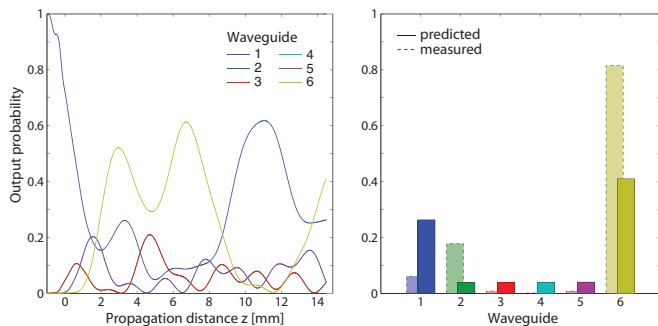 Output probability
1
0.8
0.6
0.4
0.2
0
0 2 4 6 8 10 12 14
Propagation distance z [mm]
Waveguide
1 4
2 5
3 6
1
0.8
0.6
0.4
0.2
0
predicted
measured
1 2 3 4 5 6
Waveguide